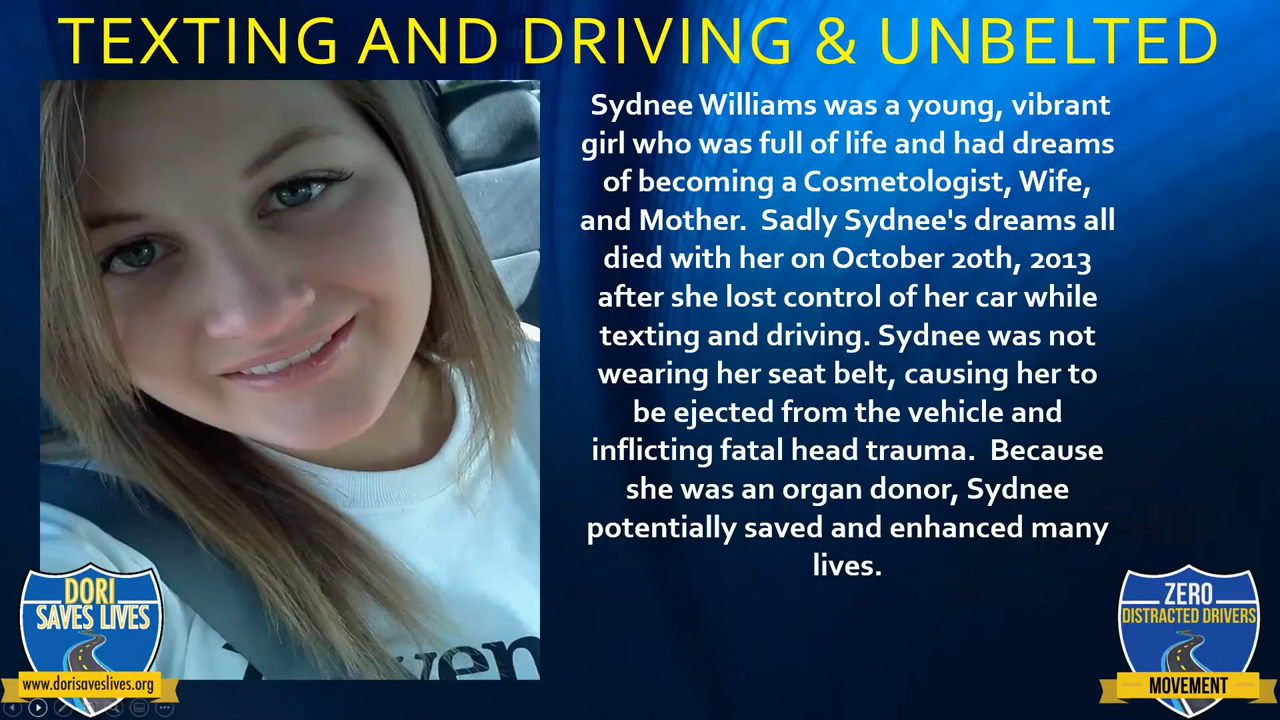 TEXTING AND DRIVING & UNBELTED
Sydnee Williams was a young, vibrant
girl who was full of life and had dreams
of becoming a Cosmetologist, Wife,
and Mother.  Sadly Sydnee's dreams all
died with her on October 20th, 2013
after she lost control of her car while
texting and driving. Sydnee was not
wearing her seat belt, causing her to
be ejected from the vehicle and
inflicting fatal head trauma.  Because
she was an organ donor, Sydnee
potentially saved and enhanced many
lives.
DORI
SAVES LIVES
www.dorisaveslives.org
ZERO
DISTRACTED DRIVERS
MOVEMENT